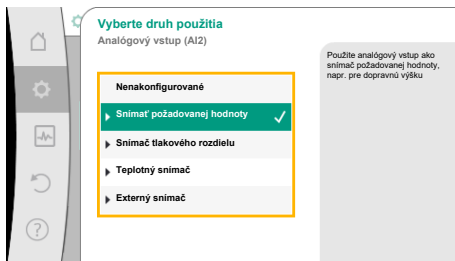 Vyberte druh použitia
Analógový vstup (AI2)
Použite analógový vstup ako
snímač požadovanej hodnoty,
napr. pre dopravnú výšku
Nenakonfigurované
Snímať požadovanej hodnoty
Snímač tlakového rozdielu
Teplotný snímač
Externý snímač
?